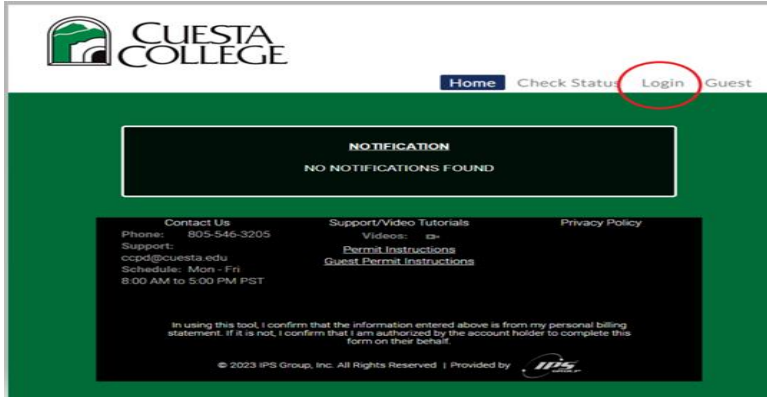 CUESTA
COLLEGE
Home Check Status Login Guest
NOTIFICATION
NO NOTIFICATIONS FOUND
Contact Us
Phone: 805-546-3205
Support:
ccpd@cuesta.edu
Schedule: Mon - Fri
8:00 AM to 5:00 PM PST
Support/Video Tutorials
Videos:
Permit Instructions
Guest Permit Instructions
Privacy Policy
In using this tool, I confirm that the information entered above is from my personal billing
statement. If it is not, I confirm that I am authorized by the account holder to complete this
form on their behalf.
© 2023 IPS Group, Inc. All Rights Reserved | Provided by IPS GROUP